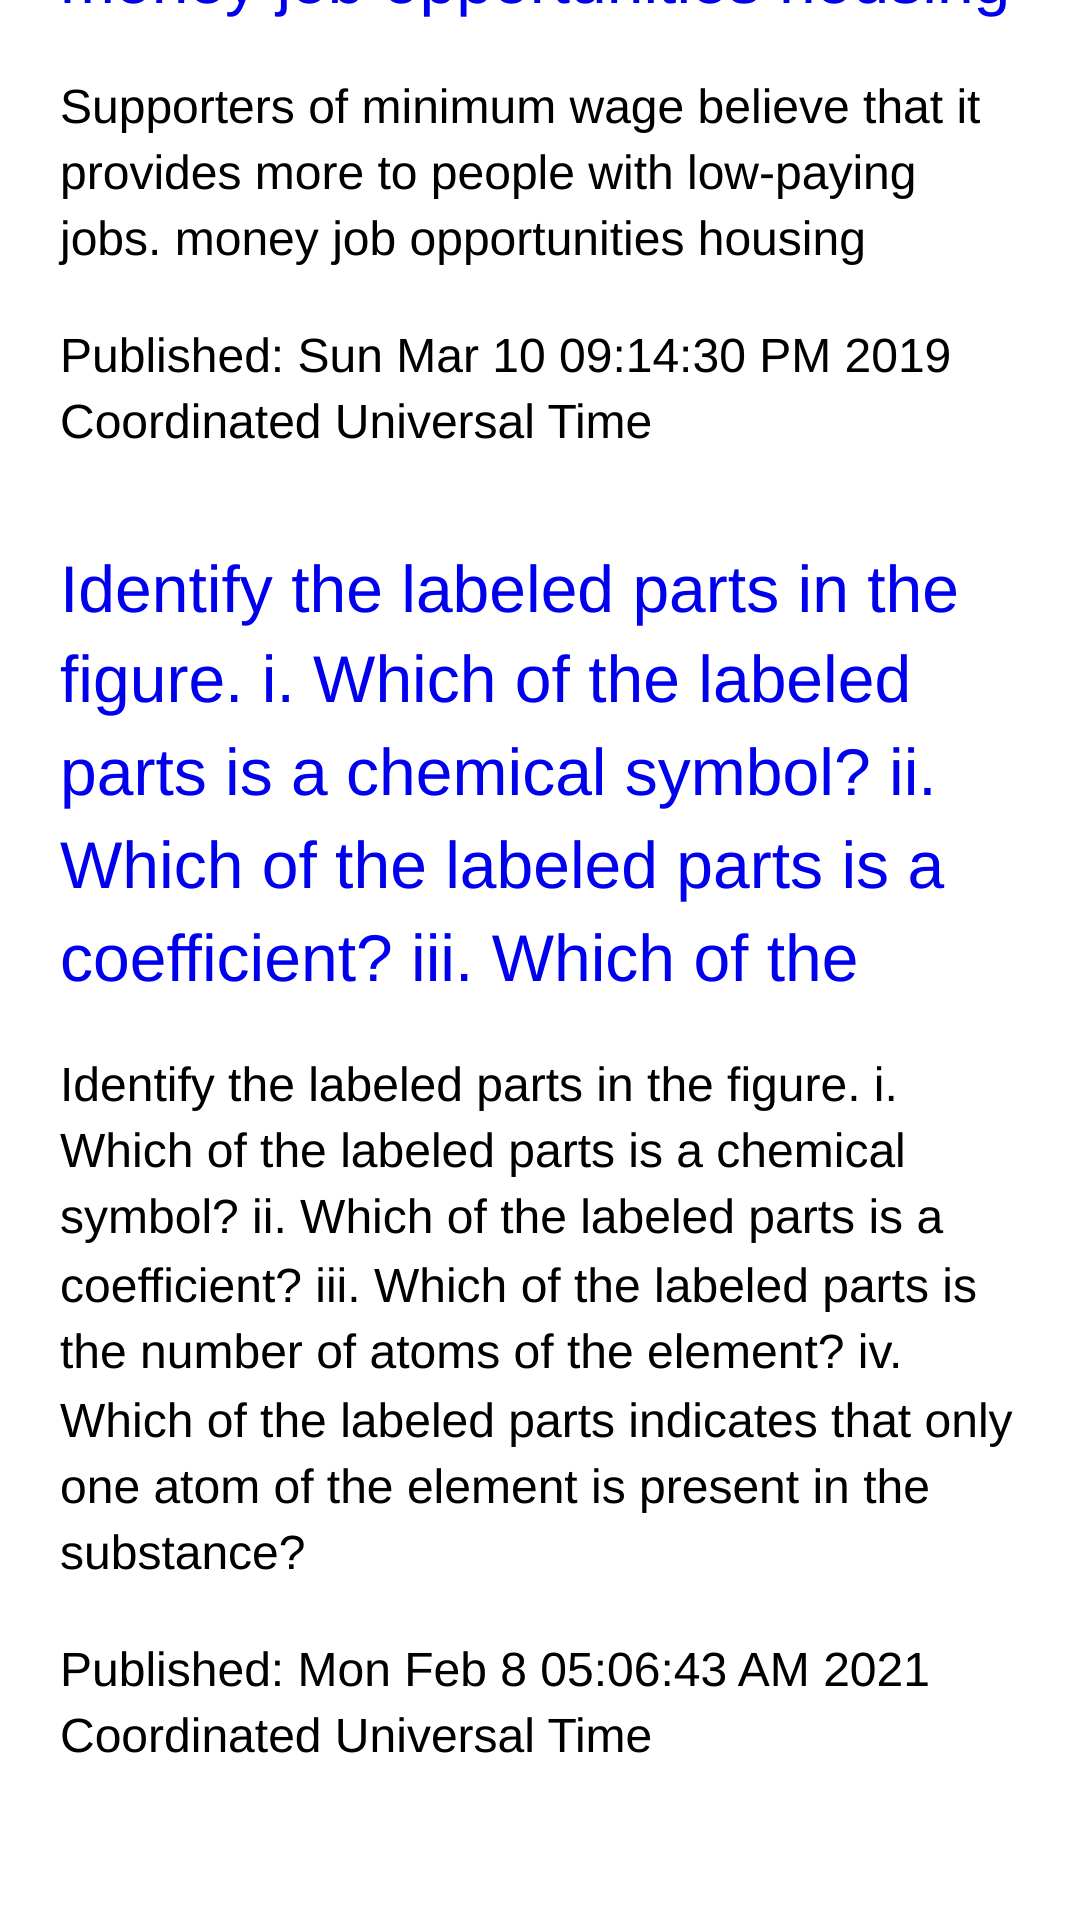 money job opportunities housing
Supporters of minimum wage believe that it
provides more to people with low-paying
jobs. money job opportunities housing
Published: Sun Mar 10 09:14:30 PM 2019
Coordinated Universal Time
Identify the labeled parts in the
figure. i. Which of the labeled
parts is a chemical symbol? ii.
Which of the labeled parts is a
coefficient? iii. Which of the
Identify the labeled parts in the figure. i.
Which of the labeled parts is a chemical
symbol? ii. Which of the labeled parts is a
coefficient? iii. Which of the labeled parts is
the number of atoms of the element? iv.
Which of the labeled parts indicates that only
one atom of the element is present in the
substance?
Published: Mon Feb 8 05:06:43 AM 2021
Coordinated Universal Time